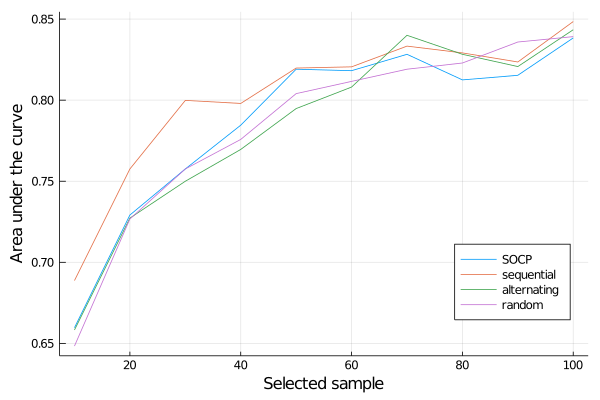 0.85
0.80
0.75
0.70
0.65
Area under the curve
20
40
60
80
100
Selected sample
SOCP
sequential
alternating
random